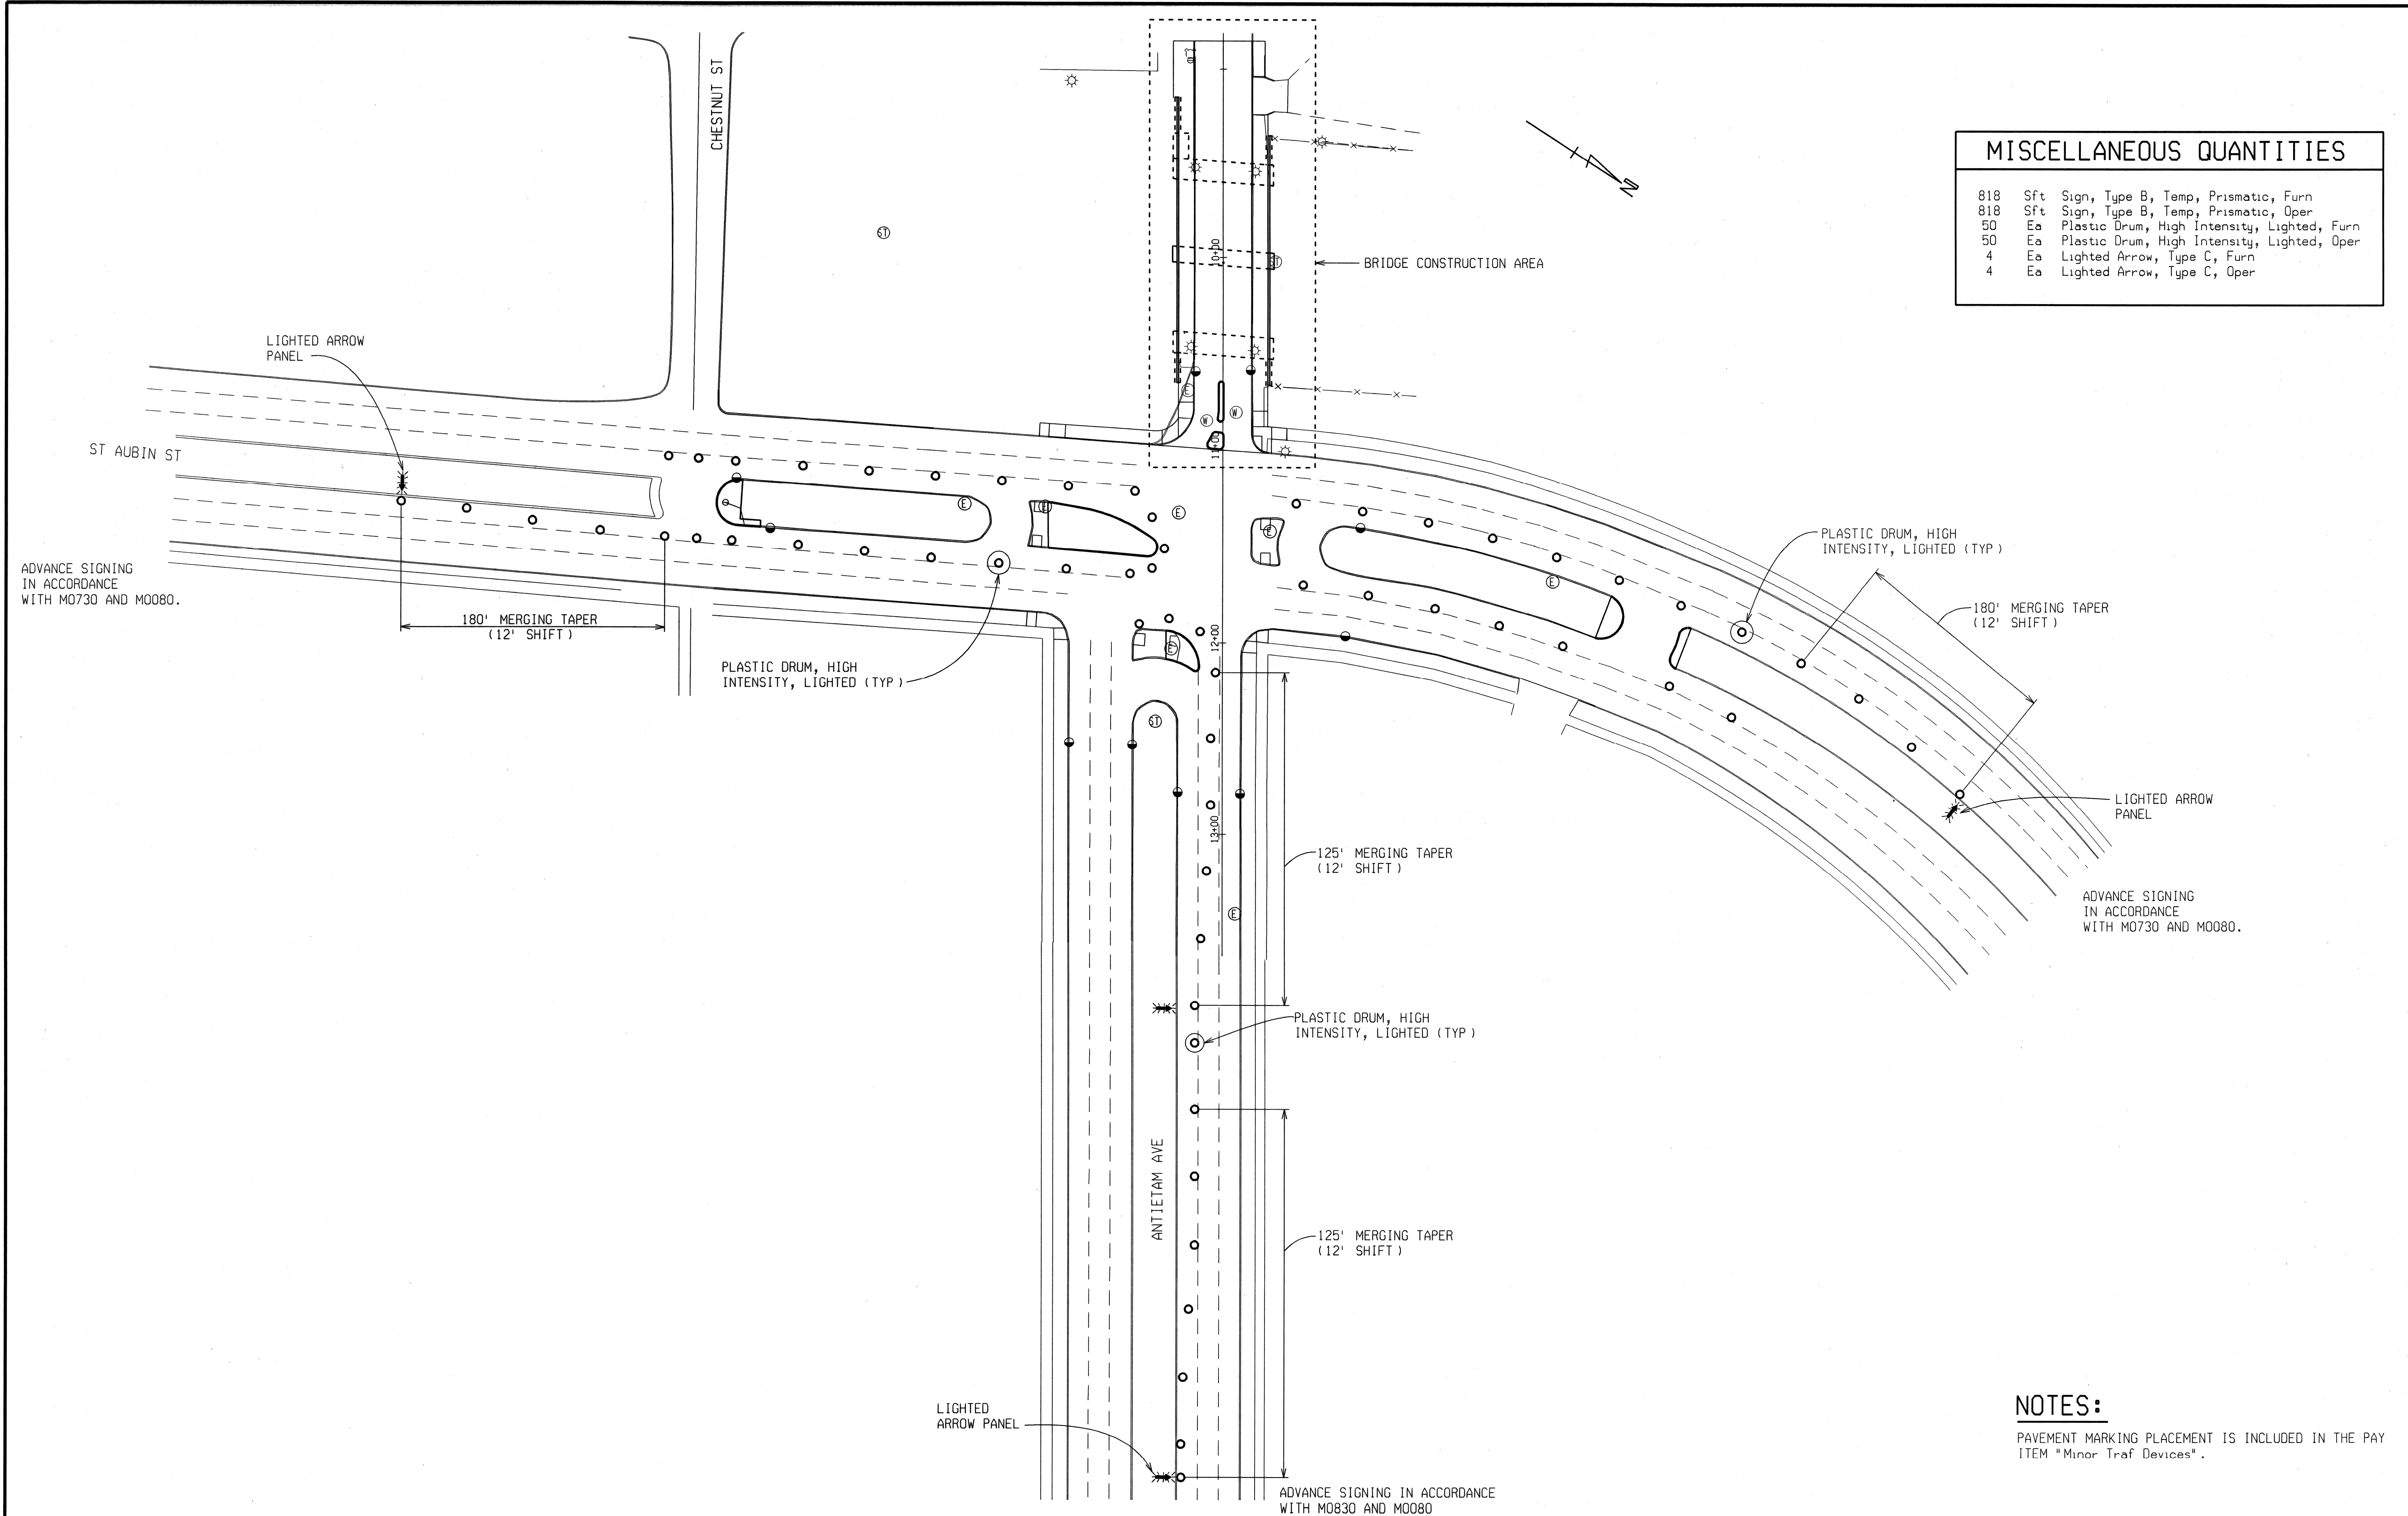 CHESTNUT ST
N
MISCELLANEOUS QUANTITIES
818 Sft Sign, Type B, Temp, Prismatic, Furn
818 Sft Sign, Type B, Temp, Prismatic, Oper
50 Ea Plastic Drum, High Intensity, Lighted, Furn
50 Ea Plastic Drum, High Intensity, Lighted, Oper
4 Ea Lighted Arrow, Type C, Furn
4 Ea Lighted Arrow, Type C, Oper
ST
10+00
ST
BRIDGE CONSTRUCTION AREA
LIGHTED ARROW
PANEL
E
W
W
11+00
ST AUBIN ST
E
E
E
E
E
PLASTIC DRUM, HIGH
INTENSITY, LIGHTED (TYP)
ADVANCE SIGNING
IN ACCORDANCE
WITH M0730 AND M0080.
180' MERGING TAPER
(12' SHIFT)
180' MERGING TAPER
(12' SHIFT)
PLASTIC DRUM, HIGH
INTENSITY, LIGHTED (TYP)
E
12+00
ST
LIGHTED ARROW
PANEL
13+00
125' MERGING TAPER
(12' SHIFT)
E
ADVANCE SIGNING
IN ACCORDANCE
WITH M0730 AND M0080.
PLASTIC DRUM, HIGH
INTENSITY, LIGHTED (TYP)
ANTIETAM AVE
125' MERGING TAPER
(12' SHIFT)
LIGHTED
ARROW PANEL
ADVANCE SIGNING IN ACCORDANCE
WITH M0830 AND M0080
NOTES:
PAVEMENT MARKING PLACEMENT IS INCLUDED IN THE PAY
ITEM "Minor Traf Devices".